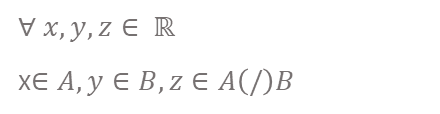 ∀ x, y, z ∈ ℝ
x∈ A, y ∈ B, z ∈ A(/)B